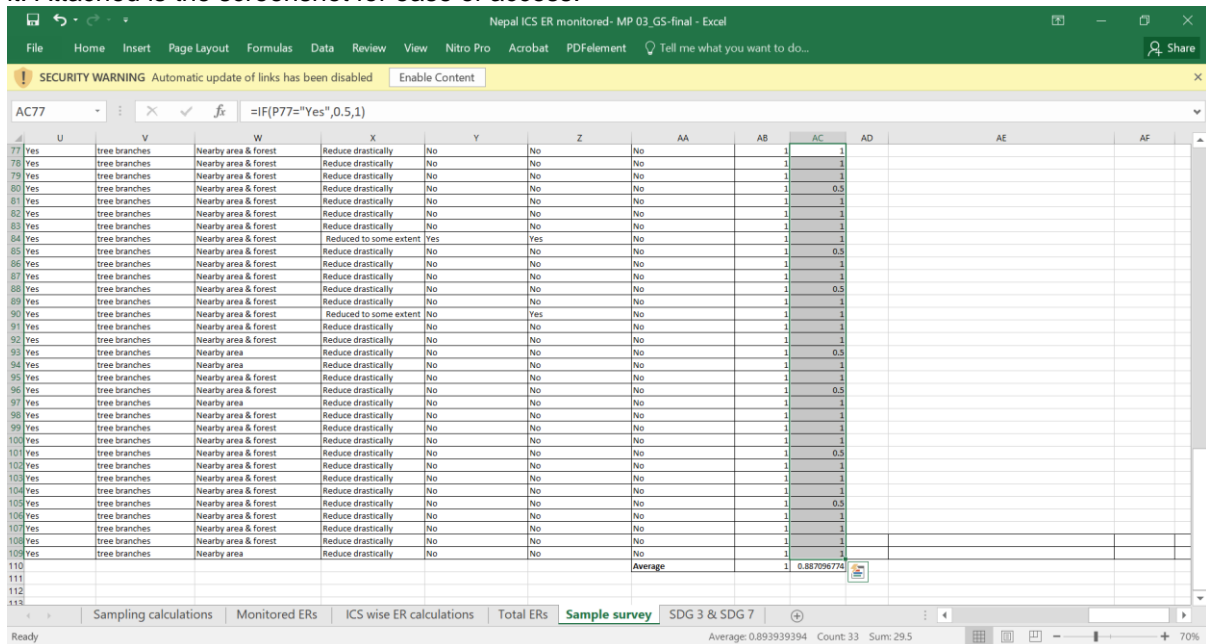 Nepal ICS ER monitored- MP 03_GS-final - Excel
File Home Insert Page Layout Formulas Data Review View Nitro Pro Acrobat PDFelement Tell me what you want to do... Share
SECURITY WARNING Automatic update of links has been disabled Enable Content
AC77 fx =IF(P77="Yes",0.5,1)
U V W X Y Z AA AB AC AD AE AF
77 Yes tree branches Nearby area & forest Reduce drastically No No No 1 1
78 Yes tree branches Nearby area & forest Reduce drastically No No No 1 1
79 Yes tree branches Nearby area & forest Reduce drastically No No No 1 1
80 Yes tree branches Nearby area & forest Reduce drastically No No No 1 0.5
81 Yes tree branches Nearby area & forest Reduce drastically No No No 1 1
82 Yes tree branches Nearby area & forest Reduce drastically No No No 1 1
83 Yes tree branches Nearby area & forest Reduce drastically No No No 1 1
84 Yes tree branches Nearby area & forest Reduced to some extent Yes Yes No 1 1
85 Yes tree branches Nearby area & forest Reduce drastically No No No 1 0.5
86 Yes tree branches Nearby area & forest Reduce drastically No No No 1 1
87 Yes tree branches Nearby area & forest Reduce drastically No No No 1 1
88 Yes tree branches Nearby area & forest Reduce drastically No No No 1 0.5
89 Yes tree branches Nearby area & forest Reduce drastically No No No 1 1
90 Yes tree branches Nearby area & forest Reduced to some extent No Yes No 1 1
91 Yes tree branches Nearby area & forest Reduce drastically No No No 1 1
92 Yes tree branches Nearby area & forest Reduce drastically No No No 1 1
93 Yes tree branches Nearby area Reduce drastically No No No 1 0.5
94 Yes tree branches Nearby area Reduce drastically No No No 1 1
95 Yes tree branches Nearby area & forest Reduce drastically No No No 1 1
96 Yes tree branches Nearby area & forest Reduce drastically No No No 1 0.5
97 Yes tree branches Nearby area Reduce drastically No No No 1 1
98 Yes tree branches Nearby area & forest Reduce drastically No No No 1 1
99 Yes tree branches Nearby area & forest Reduce drastically No No No 1 1
100 Yes tree branches Nearby area & forest Reduce drastically No No No 1 1
101 Yes tree branches Nearby area & forest Reduce drastically No No No 1 0.5
102 Yes tree branches Nearby area & forest Reduce drastically No No No 1 1
103 Yes tree branches Nearby area & forest Reduce drastically No No No 1 1
104 Yes tree branches Nearby area & forest Reduce drastically No No No 1 1
105 Yes tree branches Nearby area & forest Reduce drastically No No No 1 0.5
106 Yes tree branches Nearby area & forest Reduce drastically No No No 1 1
107 Yes tree branches Nearby area & forest Reduce drastically No No No 1 1
108 Yes tree branches Nearby area & forest Reduce drastically No No No 1 1
109 Yes tree branches Nearby area Reduce drastically No No No 1 1
110 Average 1 0.887096774
111
112
113
Sampling calculations Monitored ERs ICS wise ER calculations Total ERs Sample survey SDG 3 & SDG 7
Ready Average: 0.893939394 Count: 33 Sum: 29.5 70%